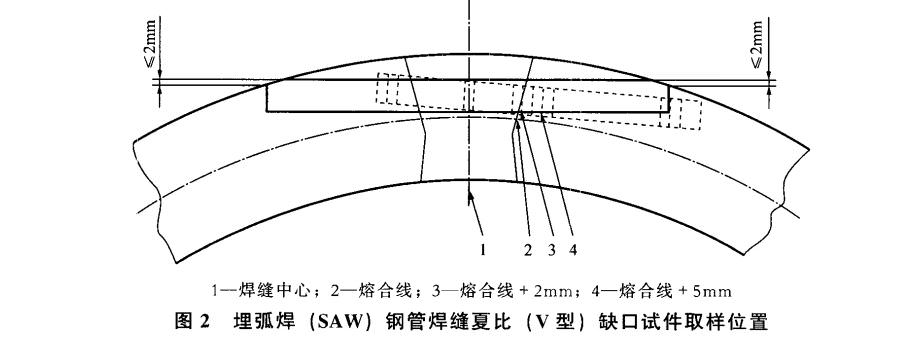 ≤2mm
≤2mm
1 2 3 4
1—焊缝中心；2—熔合线；3—熔合线+2mm；4—熔合线+5mm
图 2 埋弧焊（SAW）钢管焊缝夏比（V 型）缺口试件取样位置